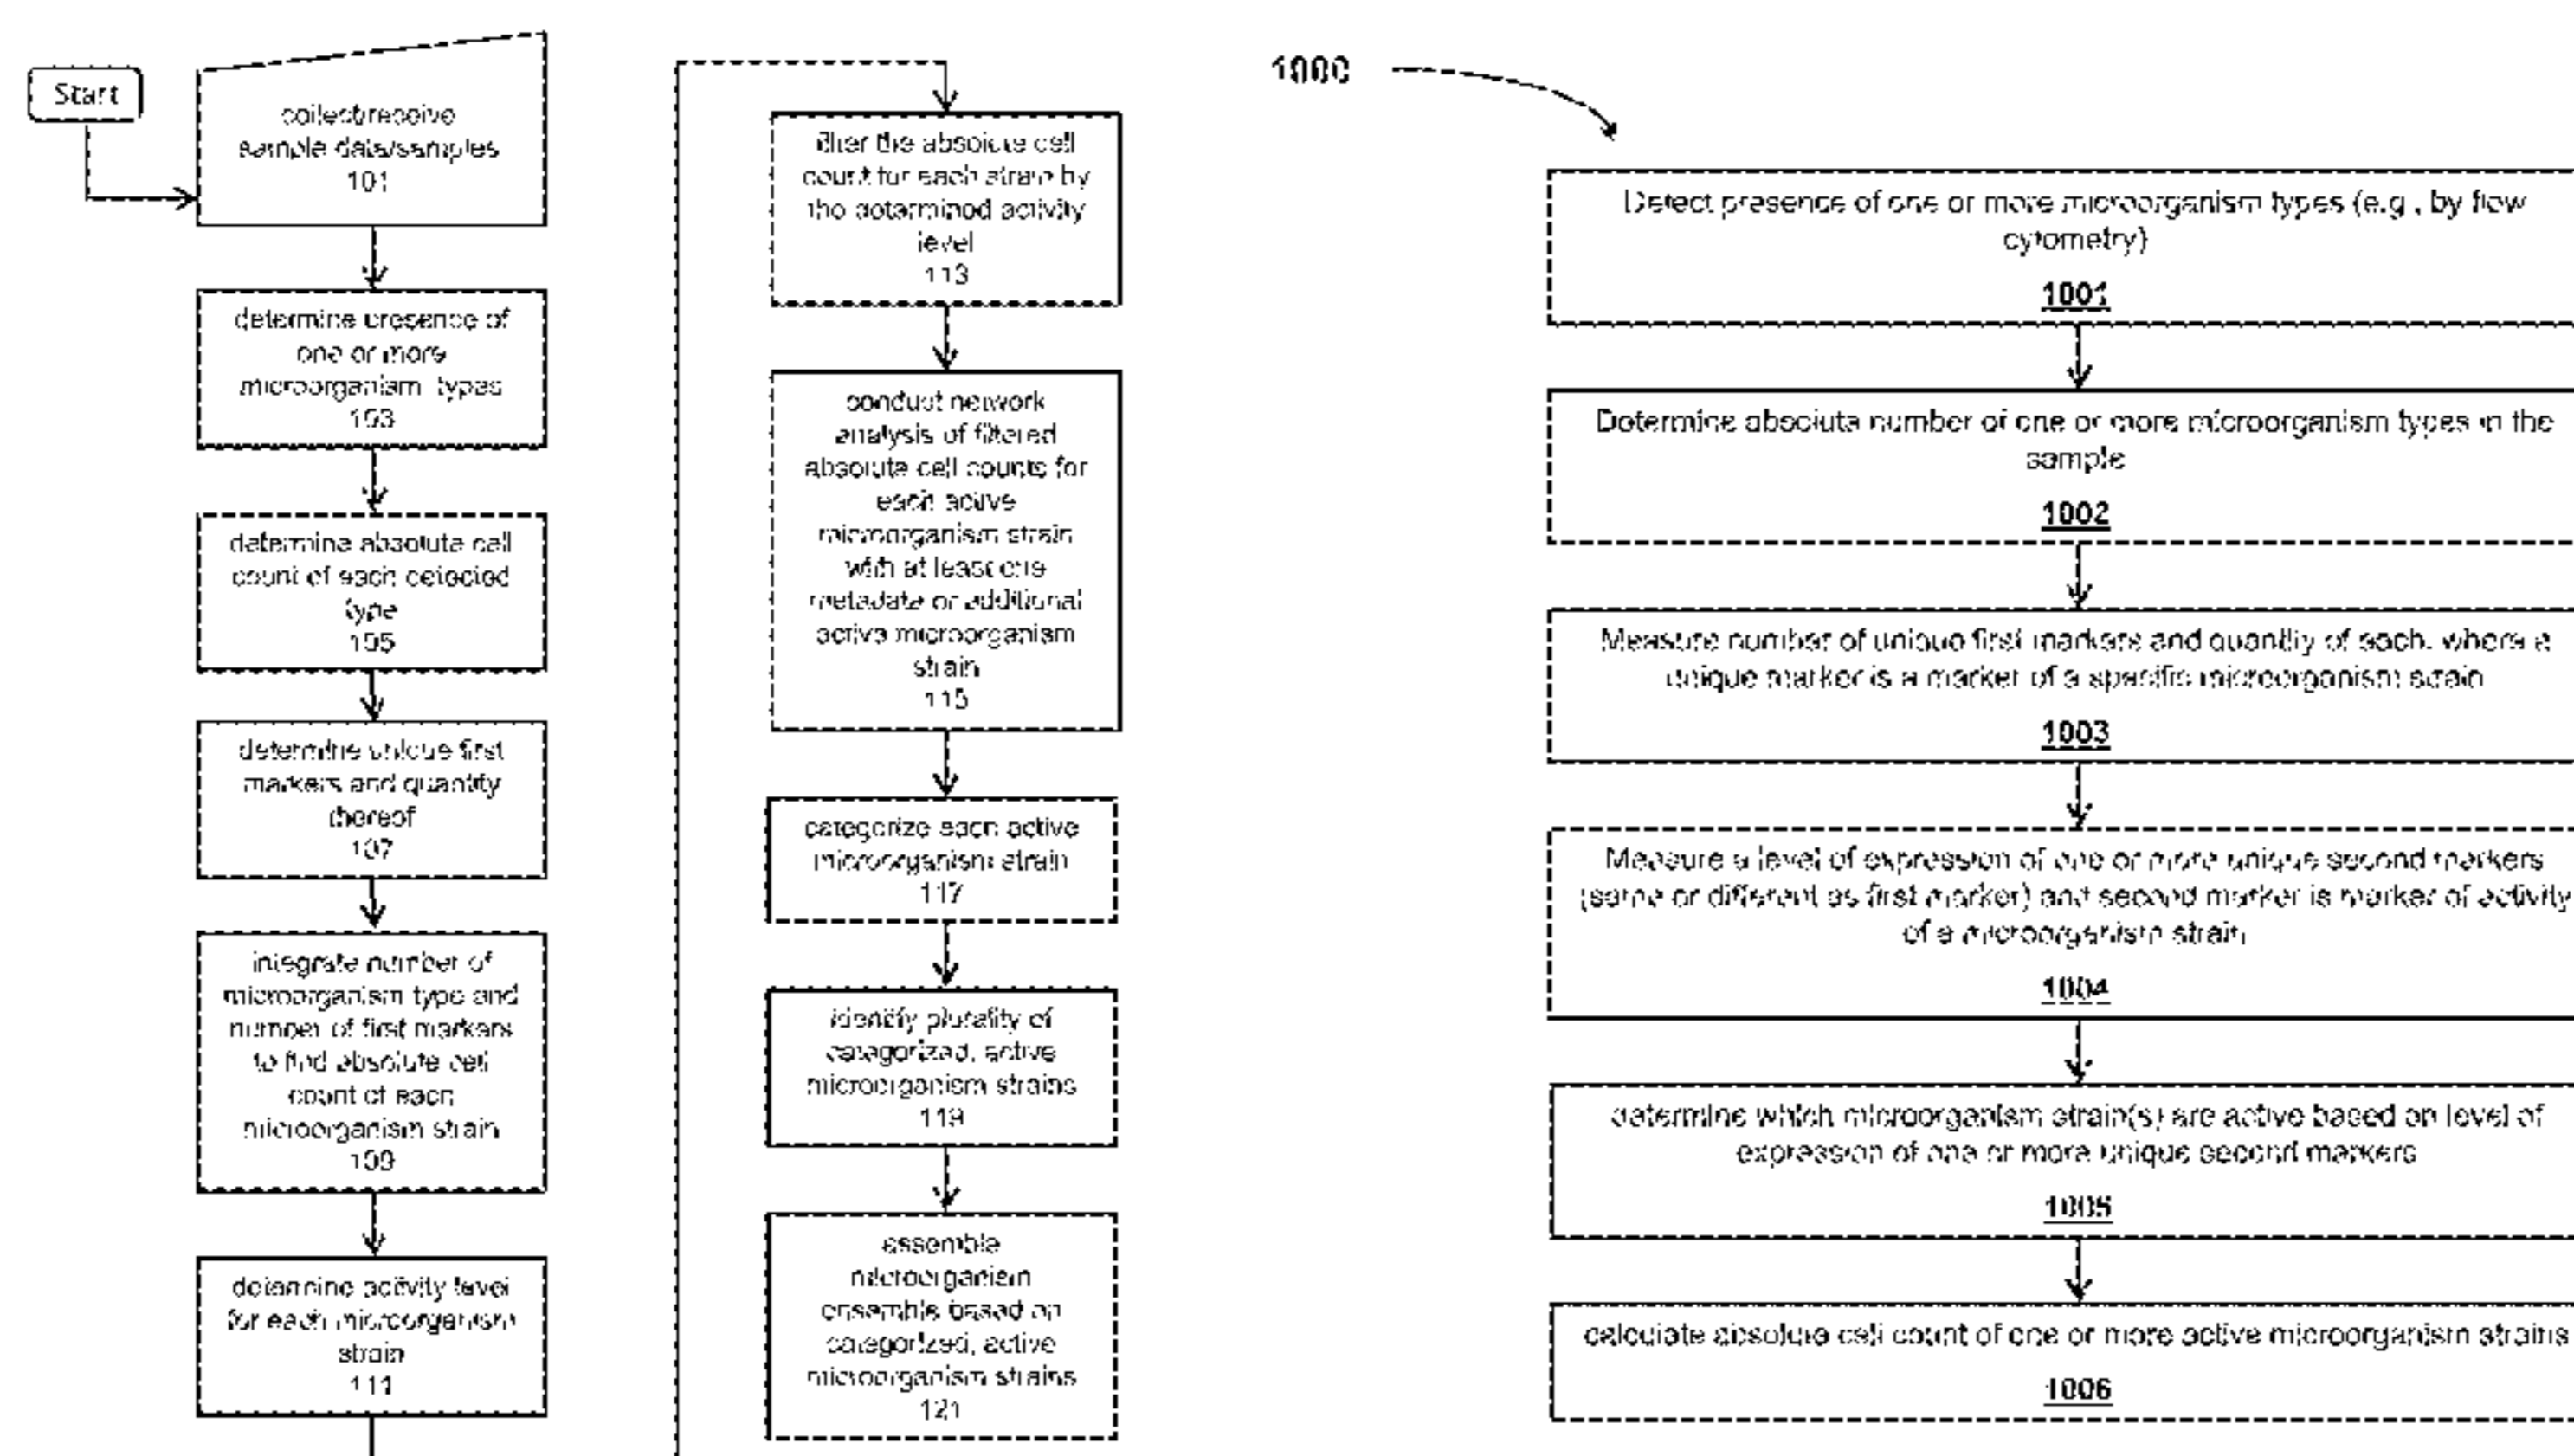 Start
collect/receive
sample data/samples
101
determine presence of
one or more
microorganism types
103
determine absolute cell
count of each detected
type
105
determine unique first
markers and quantity
thereof
107
integrate number of
microorganism type and
number of first markers
to find absolute cell
count of each
microorganism strain
109
determine activity level
for each microorganism
strain
111
filter the absolute cell
count for each strain by
the determined activity
level
113
conduct network
analysis of filtered
absolute cell counts for
each active
microorganism strain
with at least one
metadata or additional
active microorganism
strain
115
categorize each active
microorganism strain
117
identify plurality of
categorized, active
microorganism strains
119
assemble
microorganism
ensemble based on
categorized, active
microorganism strains
121
1000
Detect presence of one or more microorganism types (e.g., by flow
cytometry)
1001
Determine absolute number of one or more microorganism types in the
sample
1002
Measure number of unique first markers and quantity of each, where a
unique marker is a marker of a specific microorganism strain
1003
Measure a level of expression of one or more unique second markers
(same or different as first marker) and second marker is marker of activity
of a microorganism strain
1004
determine which microorganism strain(s) are active based on level of
expression of one or more unique second markers
1005
calculate absolute cell count of one or more active microorganism strains
1006